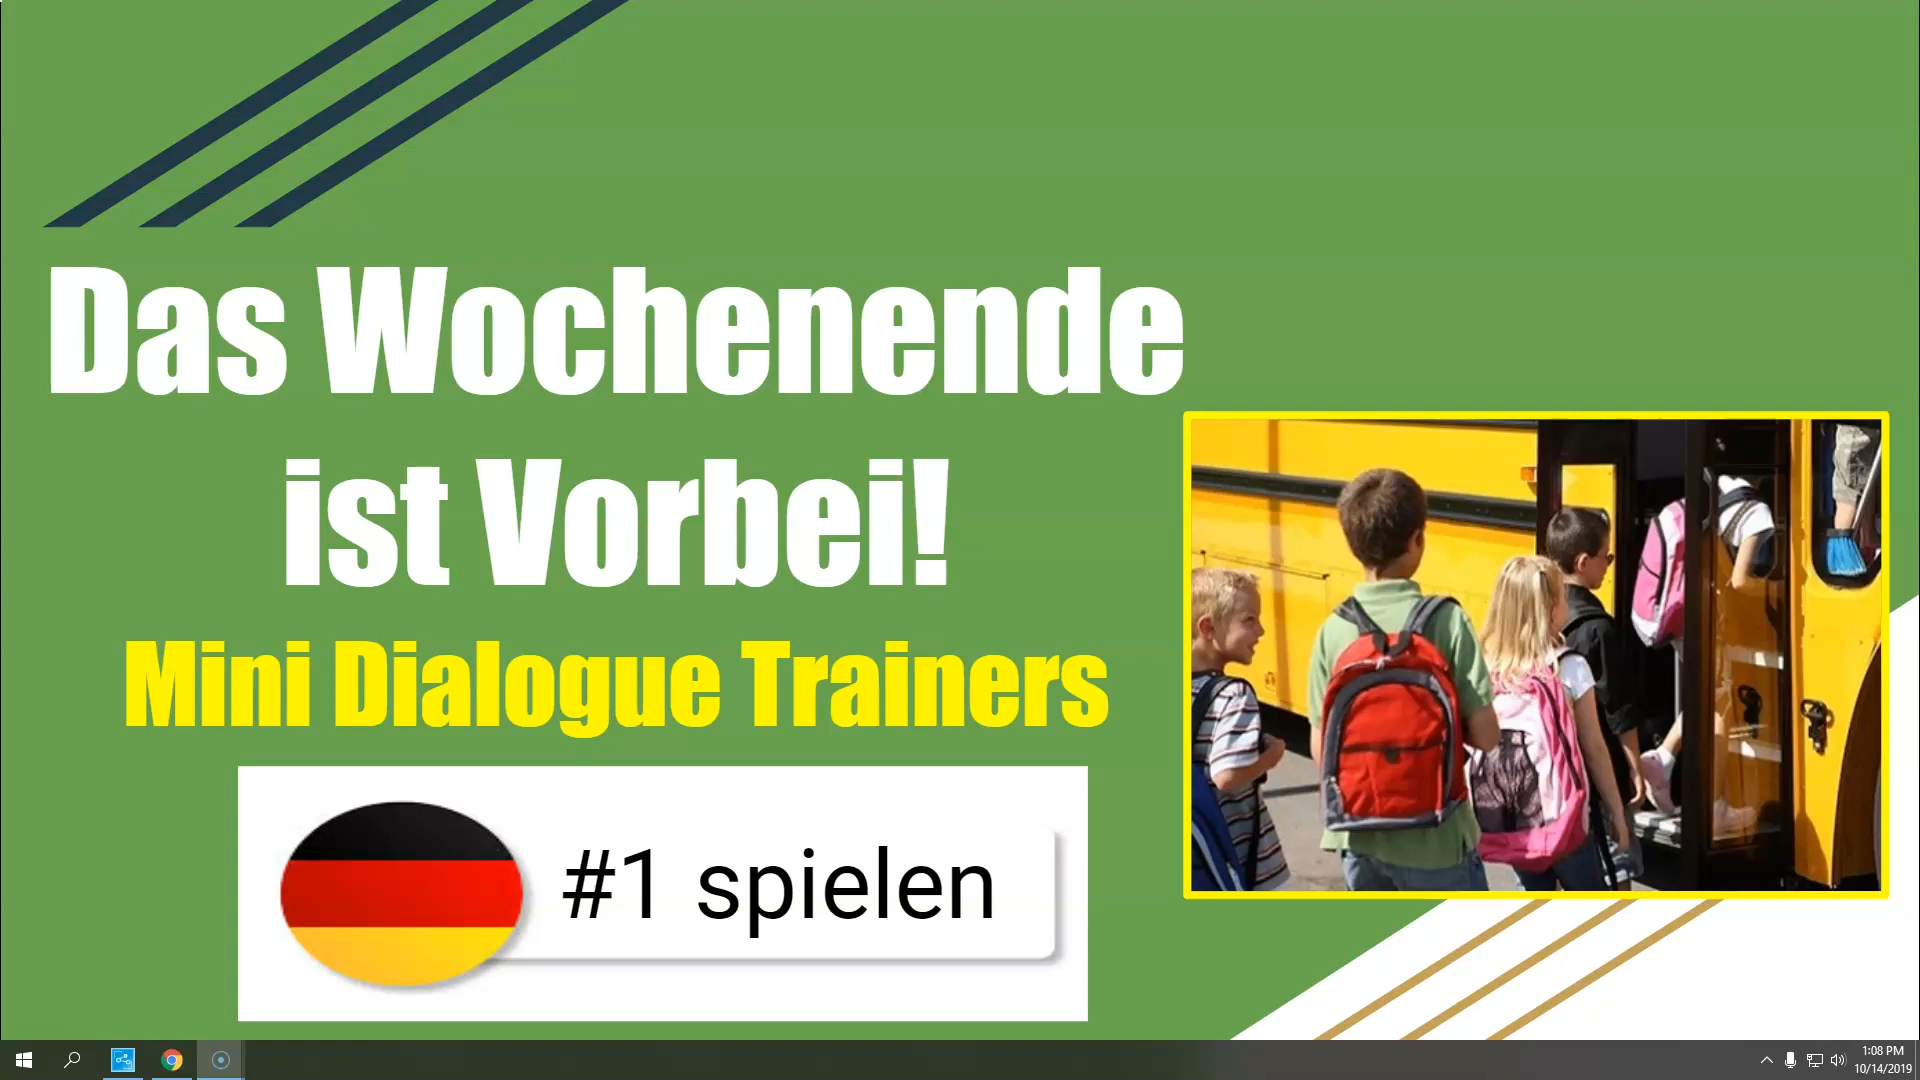 Das Wochenende
ist Vorbei!
Mini Dialogue Trainers
#1 spielen
1:08 PM
10/14/2019